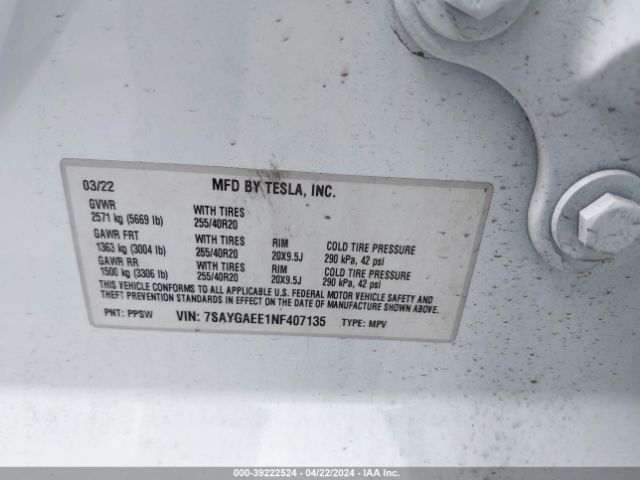 03/22 MFD BY TESLA, INC.
GVWR
2571 kg (5669 lb) WITH TIRES 255/40R20
GAWR FRT
1363 kg (3004 lb) WITH TIRES 255/40R20 RIM 20X9.5J COLD TIRE PRESSURE 290 kPa, 42 psi
GAWR RR
1500 kg (3306 lb) WITH TIRES 255/40R20 RIM 20X9.5J COLD TIRE PRESSURE 290 kPa, 42 psi
THIS VEHICLE CONFORMS TO ALL APPLICABLE U.S. FEDERAL MOTOR VEHICLE SAFETY AND
THEFT PREVENTION STANDARDS IN EFFECT ON THE DATE OF MANUFACTURE SHOWN ABOVE.
PNT: PPSW VIN: 7SAYGAEE1NF407135 TYPE: MPV
000-39222524 - 04/22/2024 - IAA Inc.